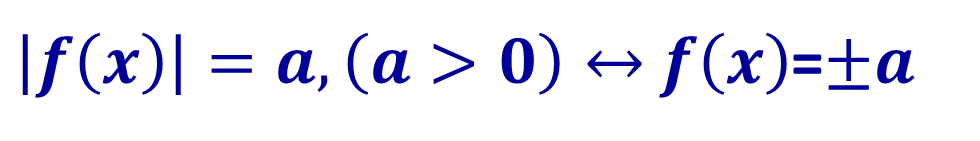 |f(x)| = a, (a > 0) ↔ f(x)=±a